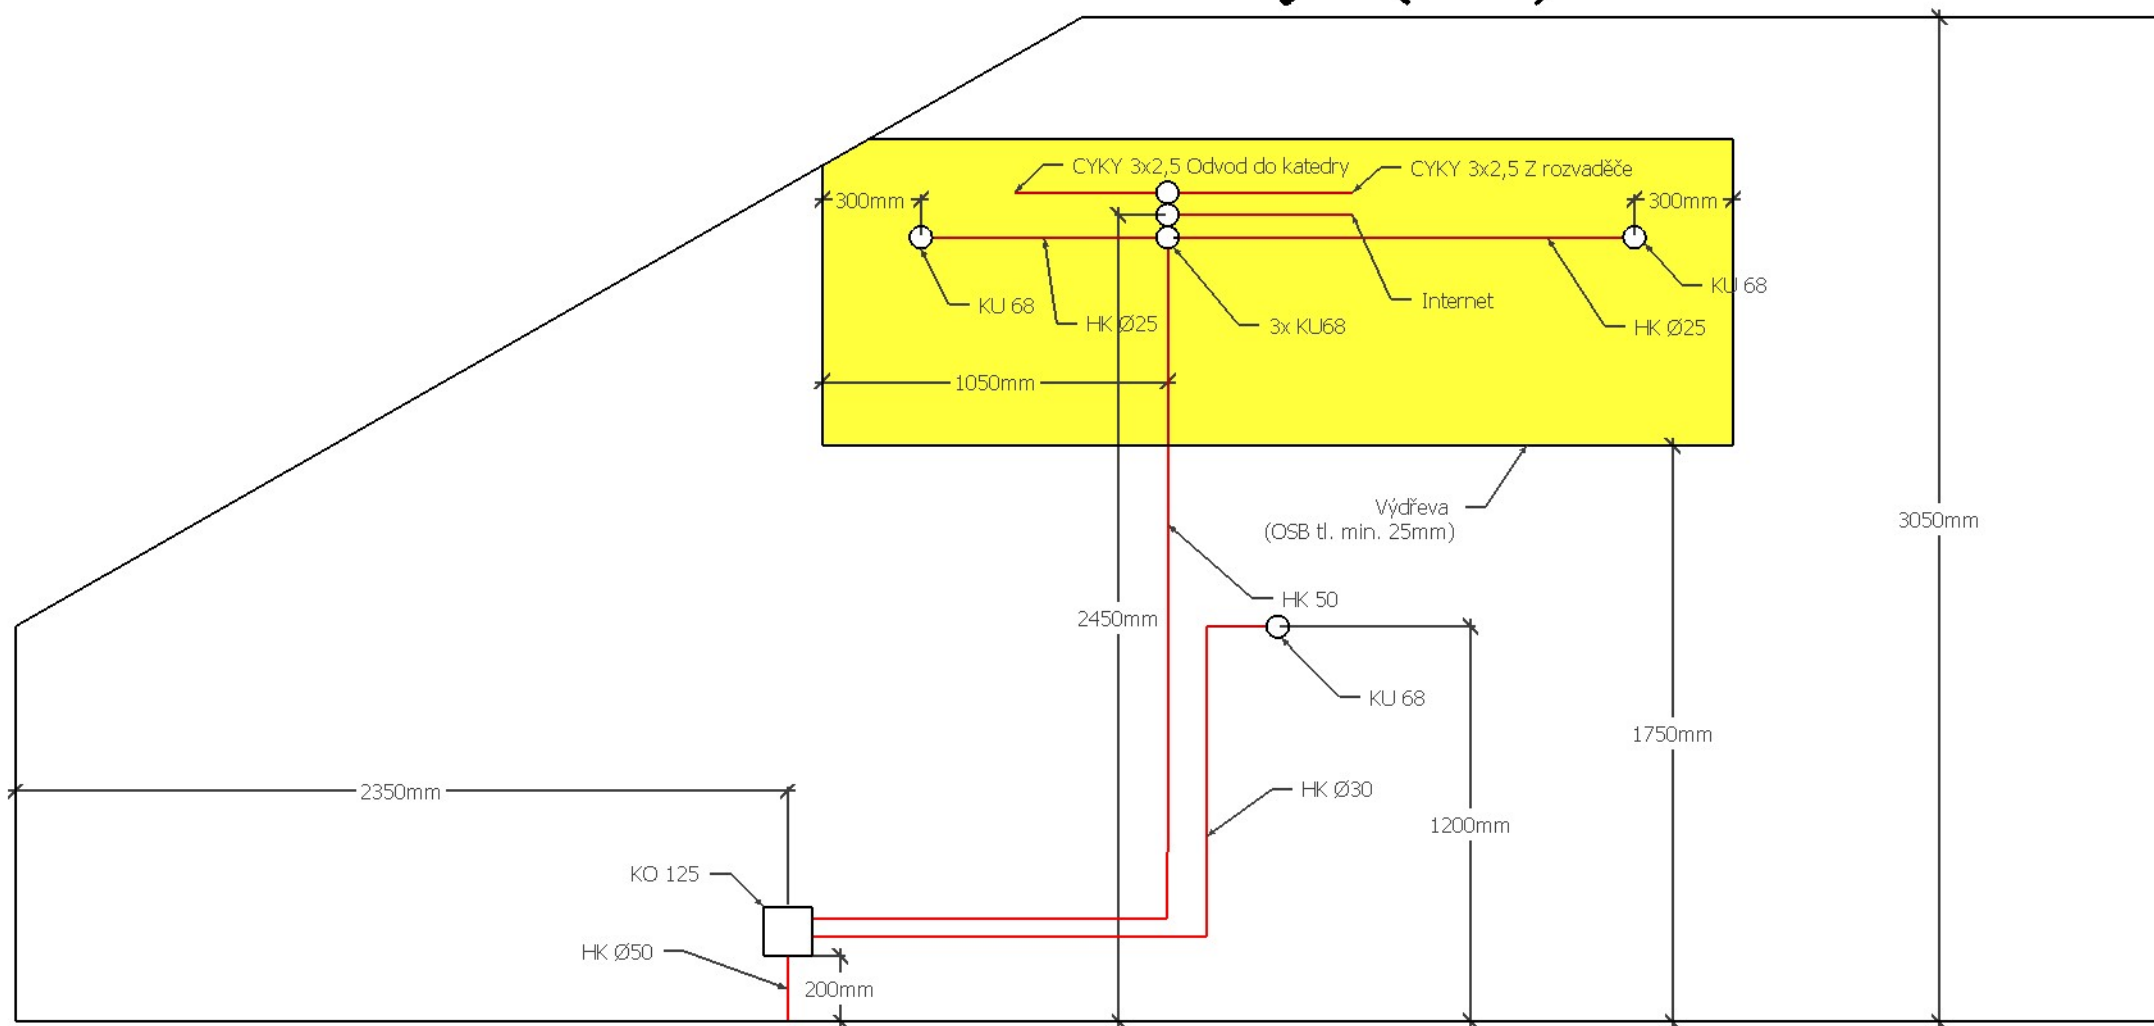 CYKY 3x2,5 Odvod do katedry
CYKY 3x2,5 Z rozvaděče
300mm
300mm
KU 68
HK Ø25
3x KU68
Internet
KU 68
HK Ø25
1050mm
Výdřeva
(OSB tl. min. 25mm)
3050mm
HK 50
2450mm
KU 68
1750mm
2350mm
HK Ø30
1200mm
KO 125
HK Ø50
200mm